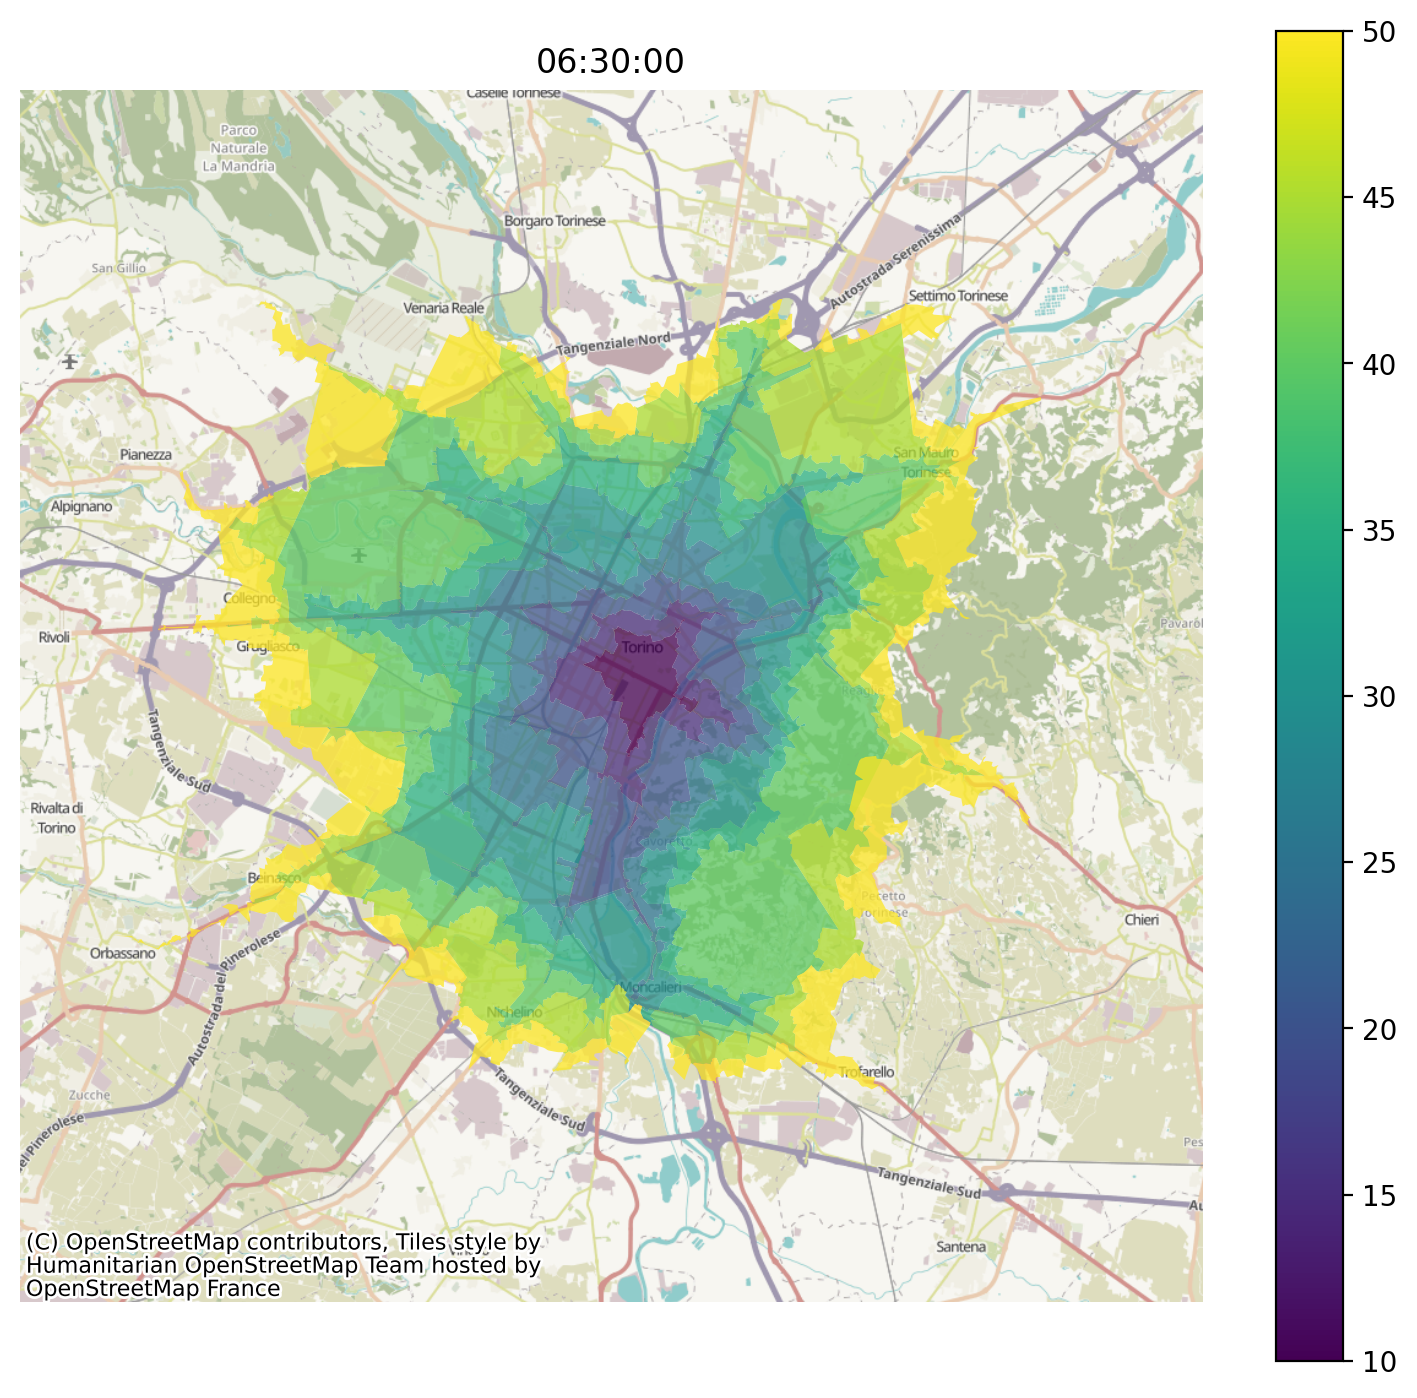 06:30:00
50
45
40
35
30
25
20
15
10
Caselle Torinese
Parco
Naturale
La Mandria
Borgaro Torinese
San Gillio
Autostrada Serenissima
Venaria Reale
Settimo Torinese
Tangenziale Nord
Pianezza
San Mauro
Torinese
Alpignano
Collegno
Rivoli
Grugliasco
Torino
Reaglie
Tangenziale Sud
Rivalta di
Torino
Cavoretto
Beinasco
Pecetto
Torinese
Chieri
Orbassano
Autostrada del Pinerolese
Moncalieri
Nichelino
Trofarello
Zucche
Tangenziale Sud
el Pinerolese
Pes
Tangenziale Sud
Au
Santena
(C) OpenStreetMap contributors, Tiles style by
Humanitarian OpenStreetMap Team hosted by
OpenStreetMap France